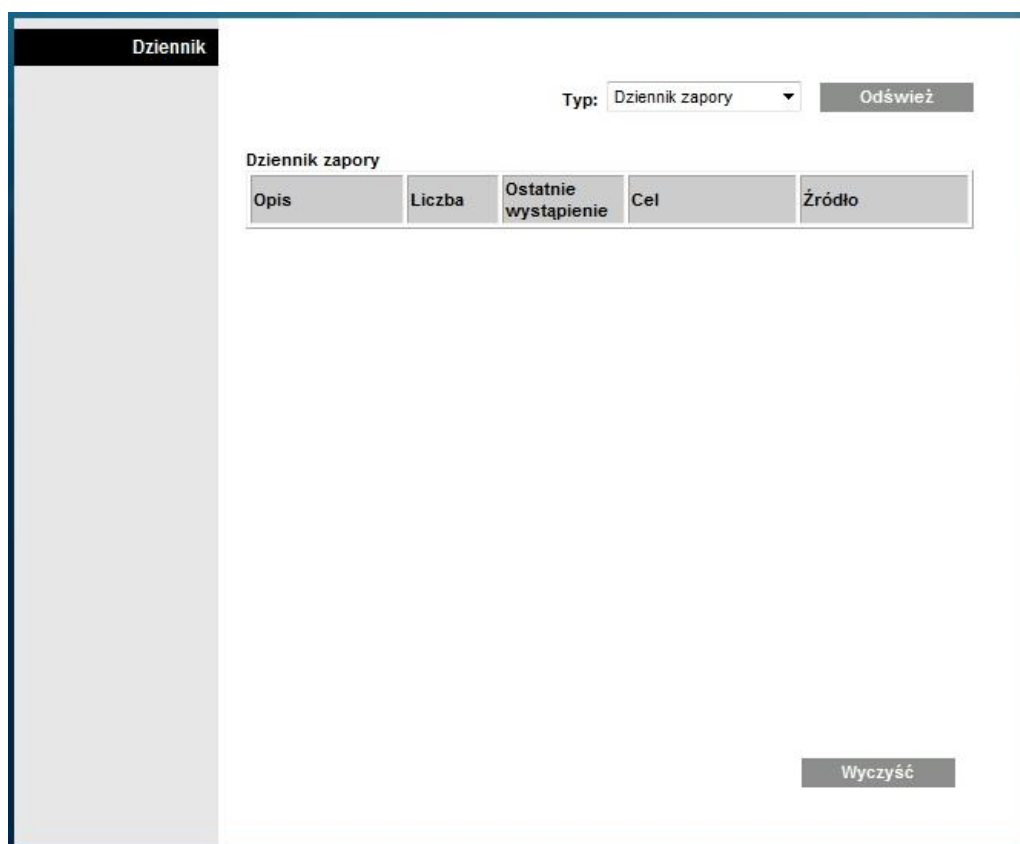 Dziennik
Typ: Dziennik zapory Odśwież
Dziennik zapory
Opis Liczba Ostatnie wystąpienie Cel Źródło
Wyczyść